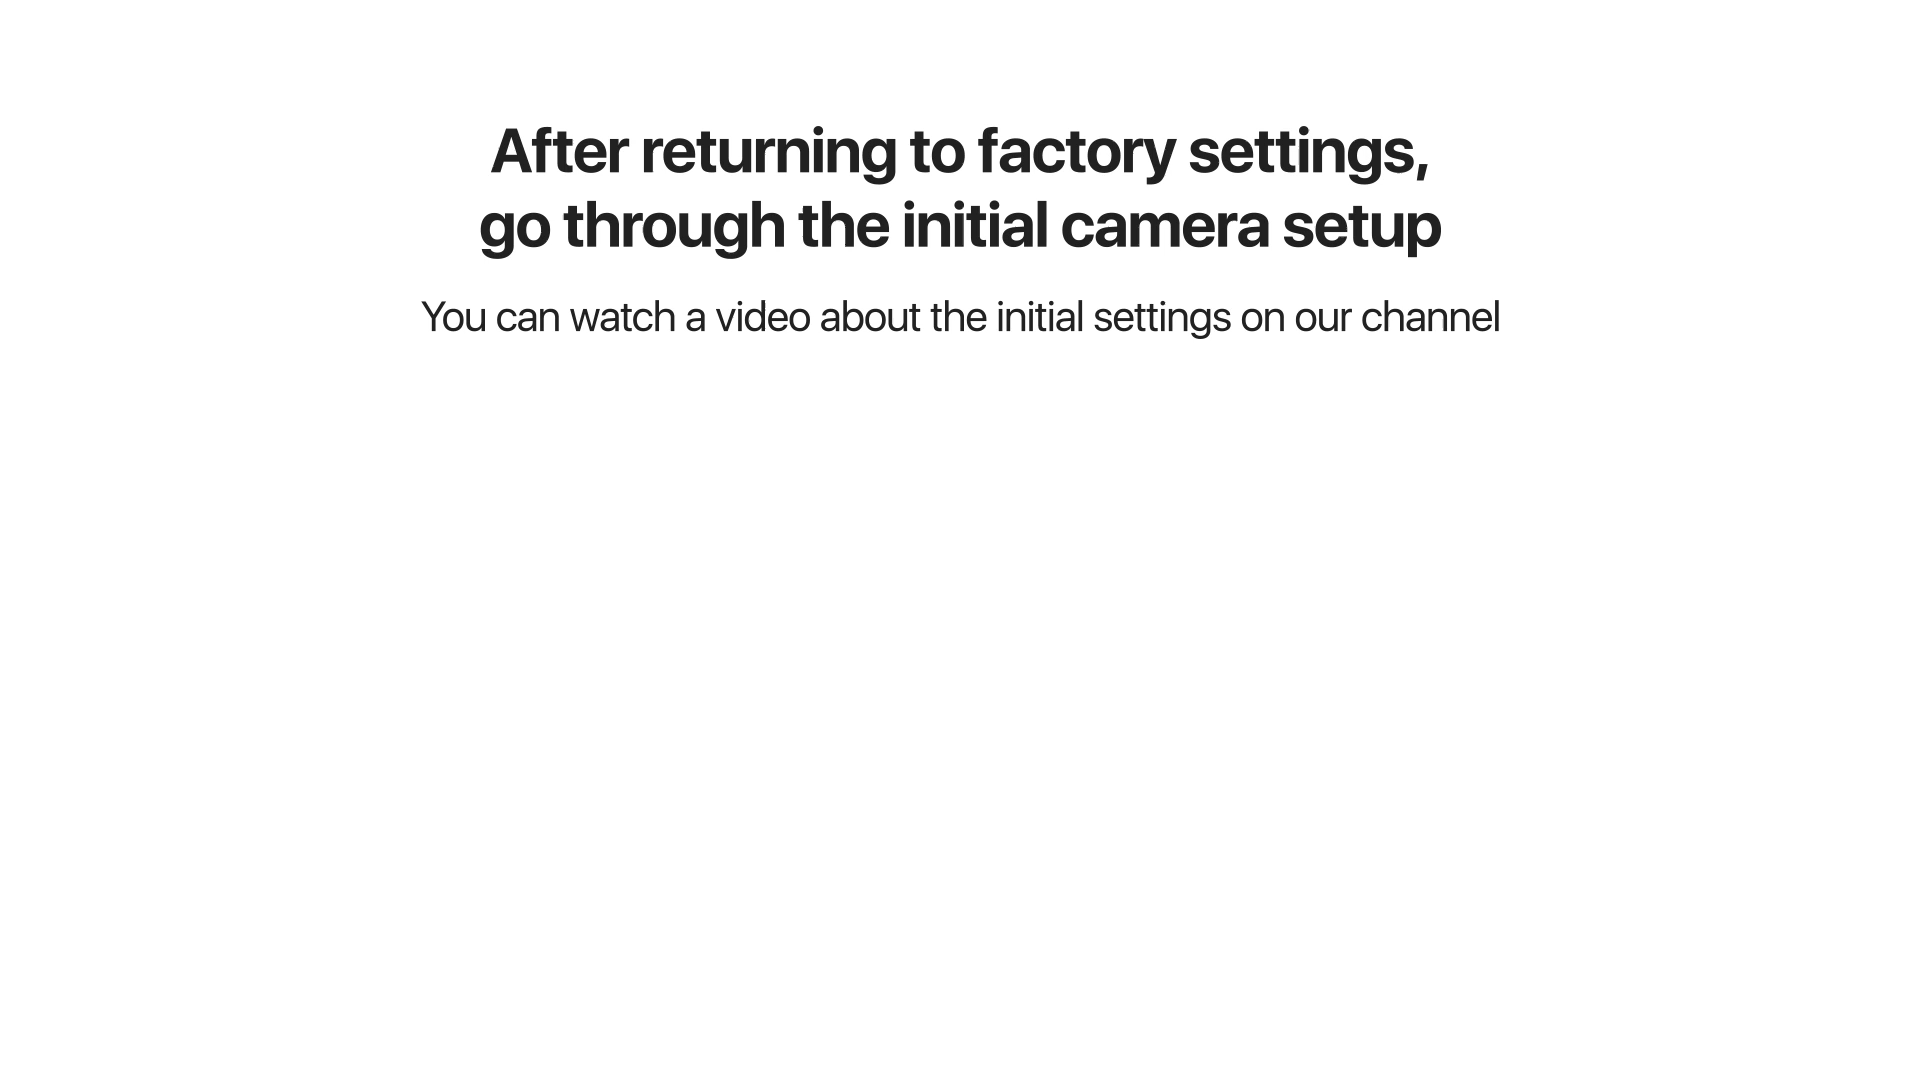 After returning to factory settings,
go through the initial camera setup
You can watch a video about the initial settings on our channel